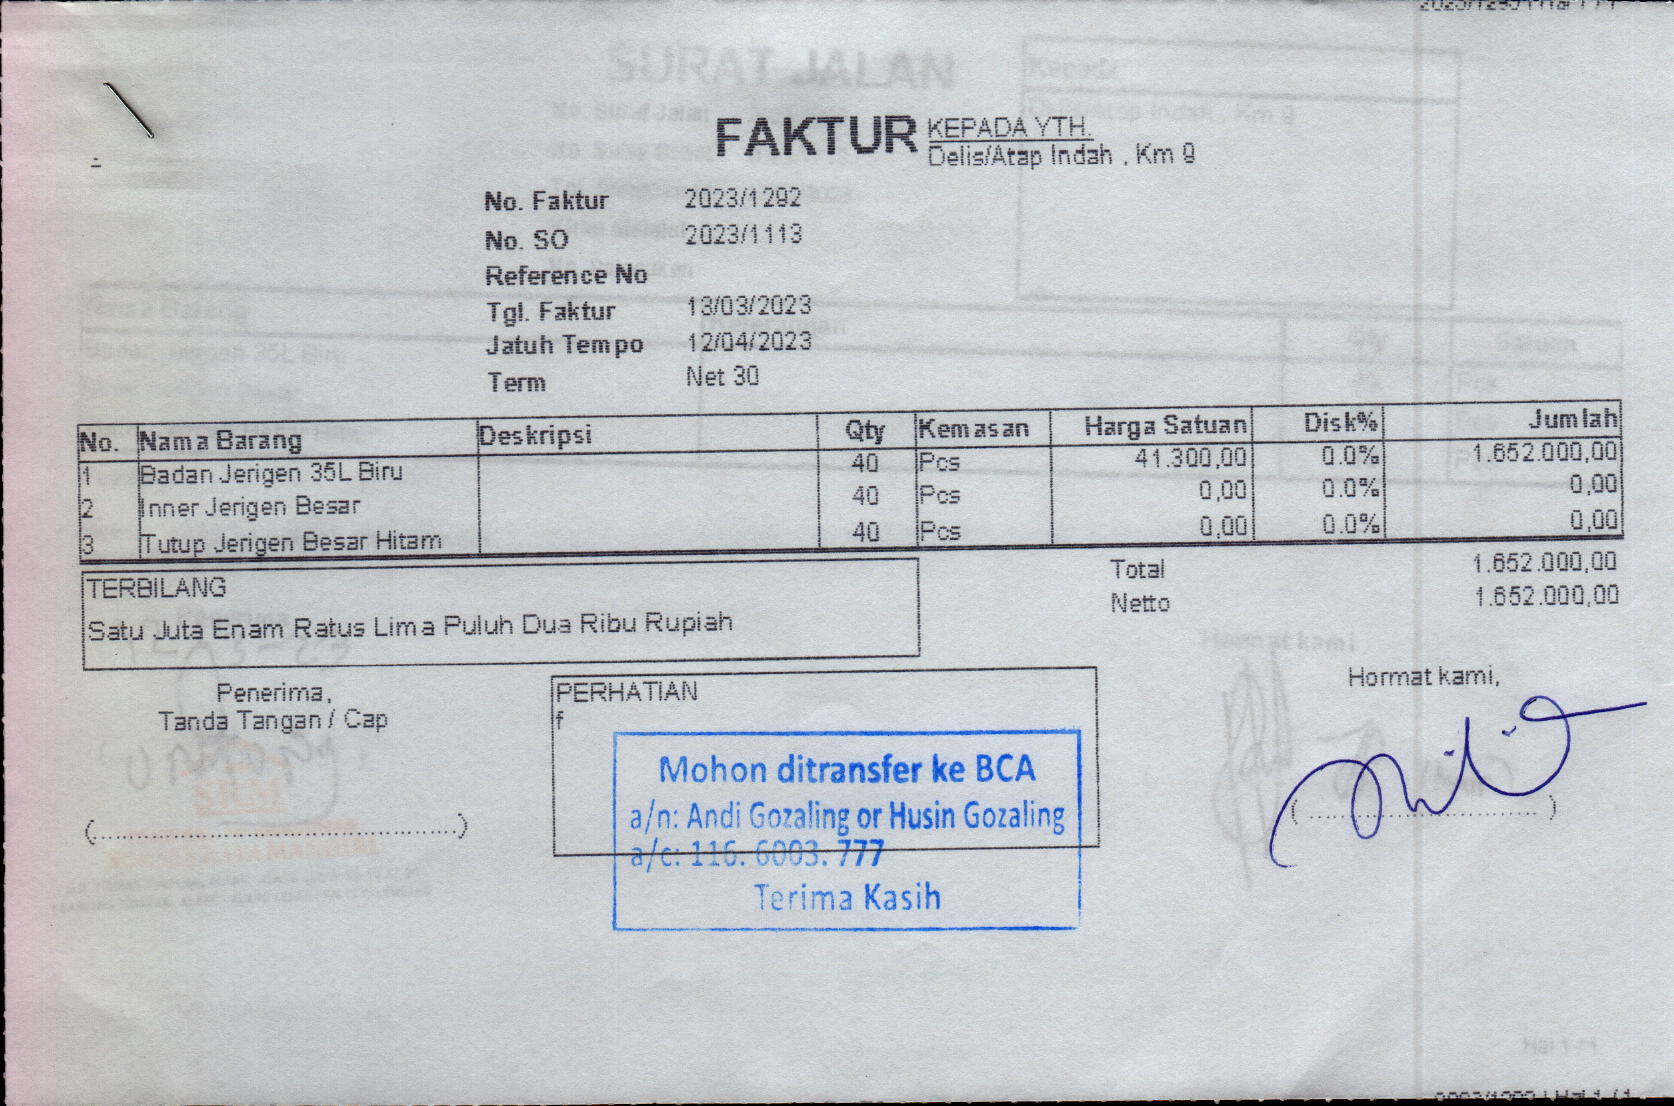 FAKTUR
KEPADA YTH.
Delis/Atap Indah , Km 9
No. Faktur 2023/1292
No. SO 2023/1113
Reference No
Tgl. Faktur 13/03/2023
Jatuh Tempo 12/04/2023
Term Net 30
No. Nama Barang Deskripsi Qty Kemasan Harga Satuan Disk% Jumlah
1 Badan Jerigen 35L Biru 40 Pcs 41.300,00 0.0% 1.652.000,00
2 Inner Jerigen Besar 40 Pcs 0,00 0.0% 0,00
3 Tutup Jerigen Besar Hitam 40 Pcs 0,00 0.0% 0,00
Total 1.652.000,00
Netto 1.652.000,00
TERBILANG
Satu Juta Enam Ratus Lima Puluh Dua Ribu Rupiah
Penerima,
Tanda Tangan / Cap
(..............................................)
PERHATIAN
f
Mohon ditransfer ke BCA
a/n: Andi Gozaling or Husin Gozaling
a/c: 116. 6003. 777
Terima Kasih
Hormat kami,
(..............................)